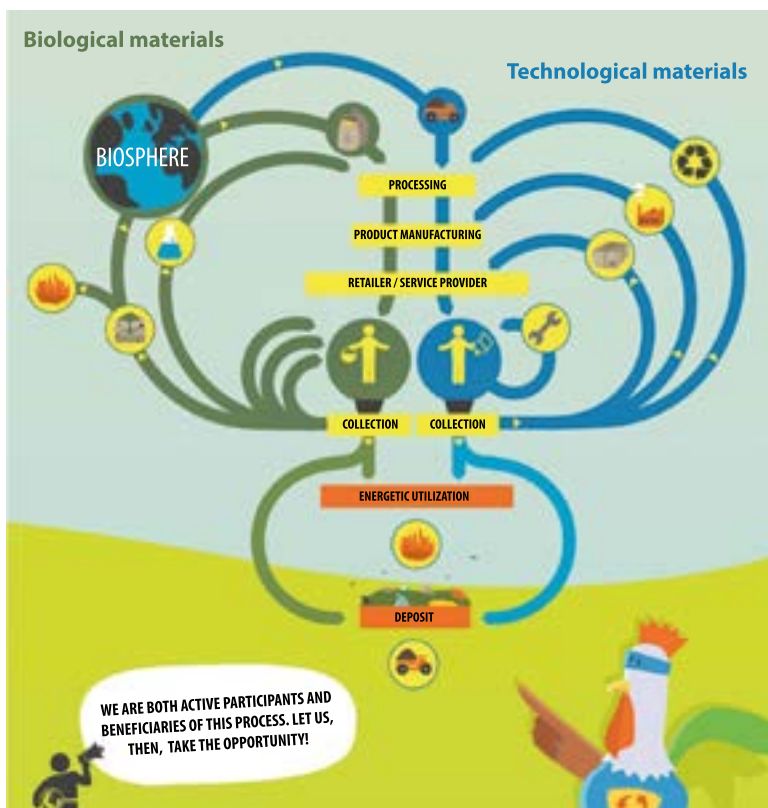 Biological materials
Technological materials
BIOSPHERE
PROCESSING
PRODUCT MANUFACTURING
RETAILER / SERVICE PROVIDER
COLLECTION
COLLECTION
ENERGETIC UTILIZATION
DEPOSIT
WE ARE BOTH ACTIVE PARTICIPANTS AND
BENEFICIARIES OF THIS PROCESS. LET US,
THEN, TAKE THE OPPORTUNITY!